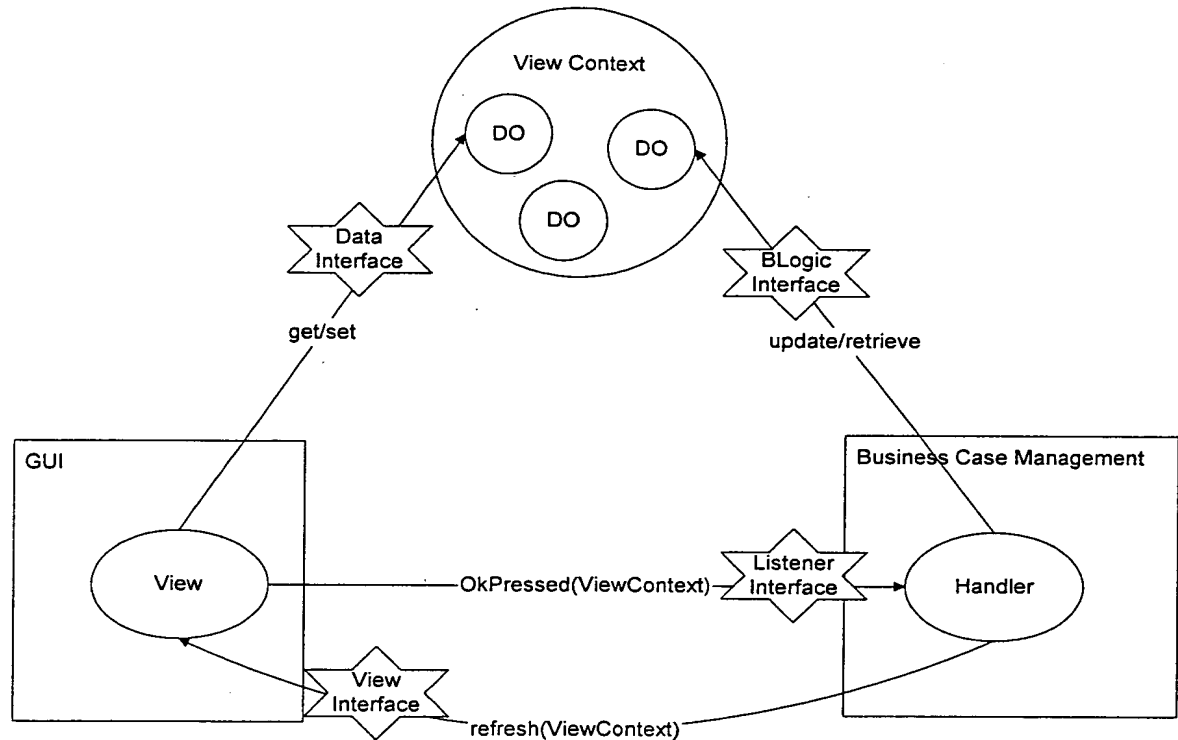 View Context
DO
DO
DO
Data
Interface
BLogic
Interface
get/set
update/retrieve
GUI
Business Case Management
View
OkPressed(ViewContext)
Listener
Interface
Handler
View
Interface
refresh(ViewContext)